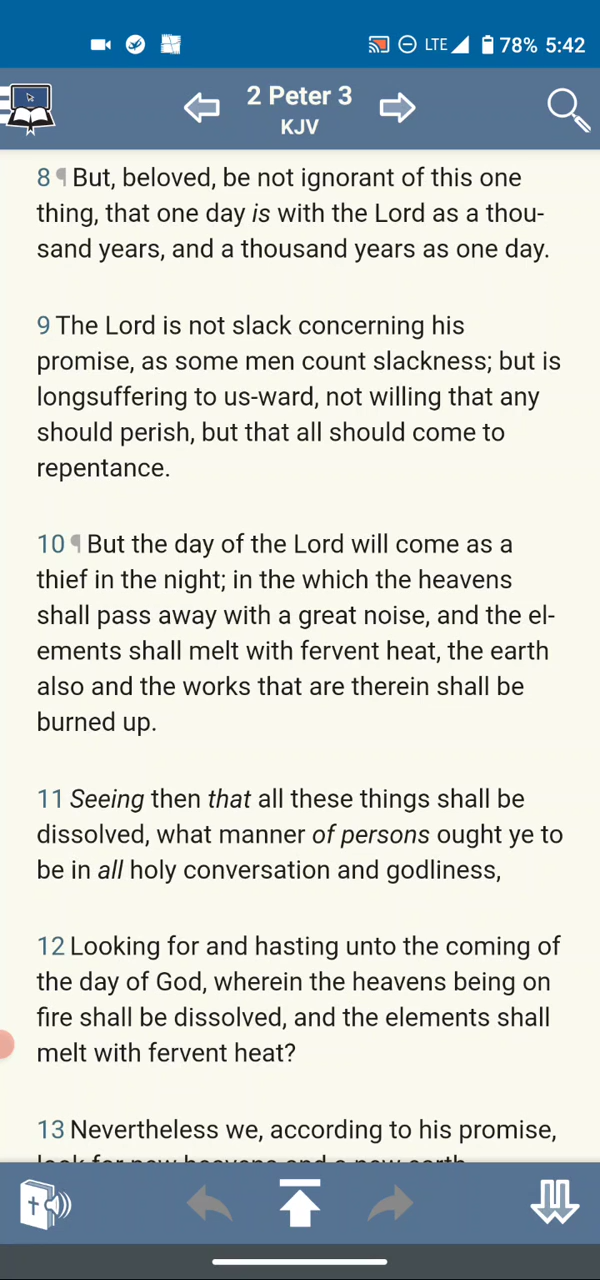 LTE 78% 5:42
2 Peter 3
KJV
8 ¶ But, beloved, be not ignorant of this one
thing, that one day is with the Lord as a thou-
sand years, and a thousand years as one day.
9 The Lord is not slack concerning his
promise, as some men count slackness; but is
longsuffering to us-ward, not willing that any
should perish, but that all should come to
repentance.
10 ¶ But the day of the Lord will come as a
thief in the night; in the which the heavens
shall pass away with a great noise, and the el-
ements shall melt with fervent heat, the earth
also and the works that are therein shall be
burned up.
11 Seeing then that all these things shall be
dissolved, what manner of persons ought ye to
be in all holy conversation and godliness,
12 Looking for and hasting unto the coming of
the day of God, wherein the heavens being on
fire shall be dissolved, and the elements shall
melt with fervent heat?
13 Nevertheless we, according to his promise,
look for new heavens and a new earth